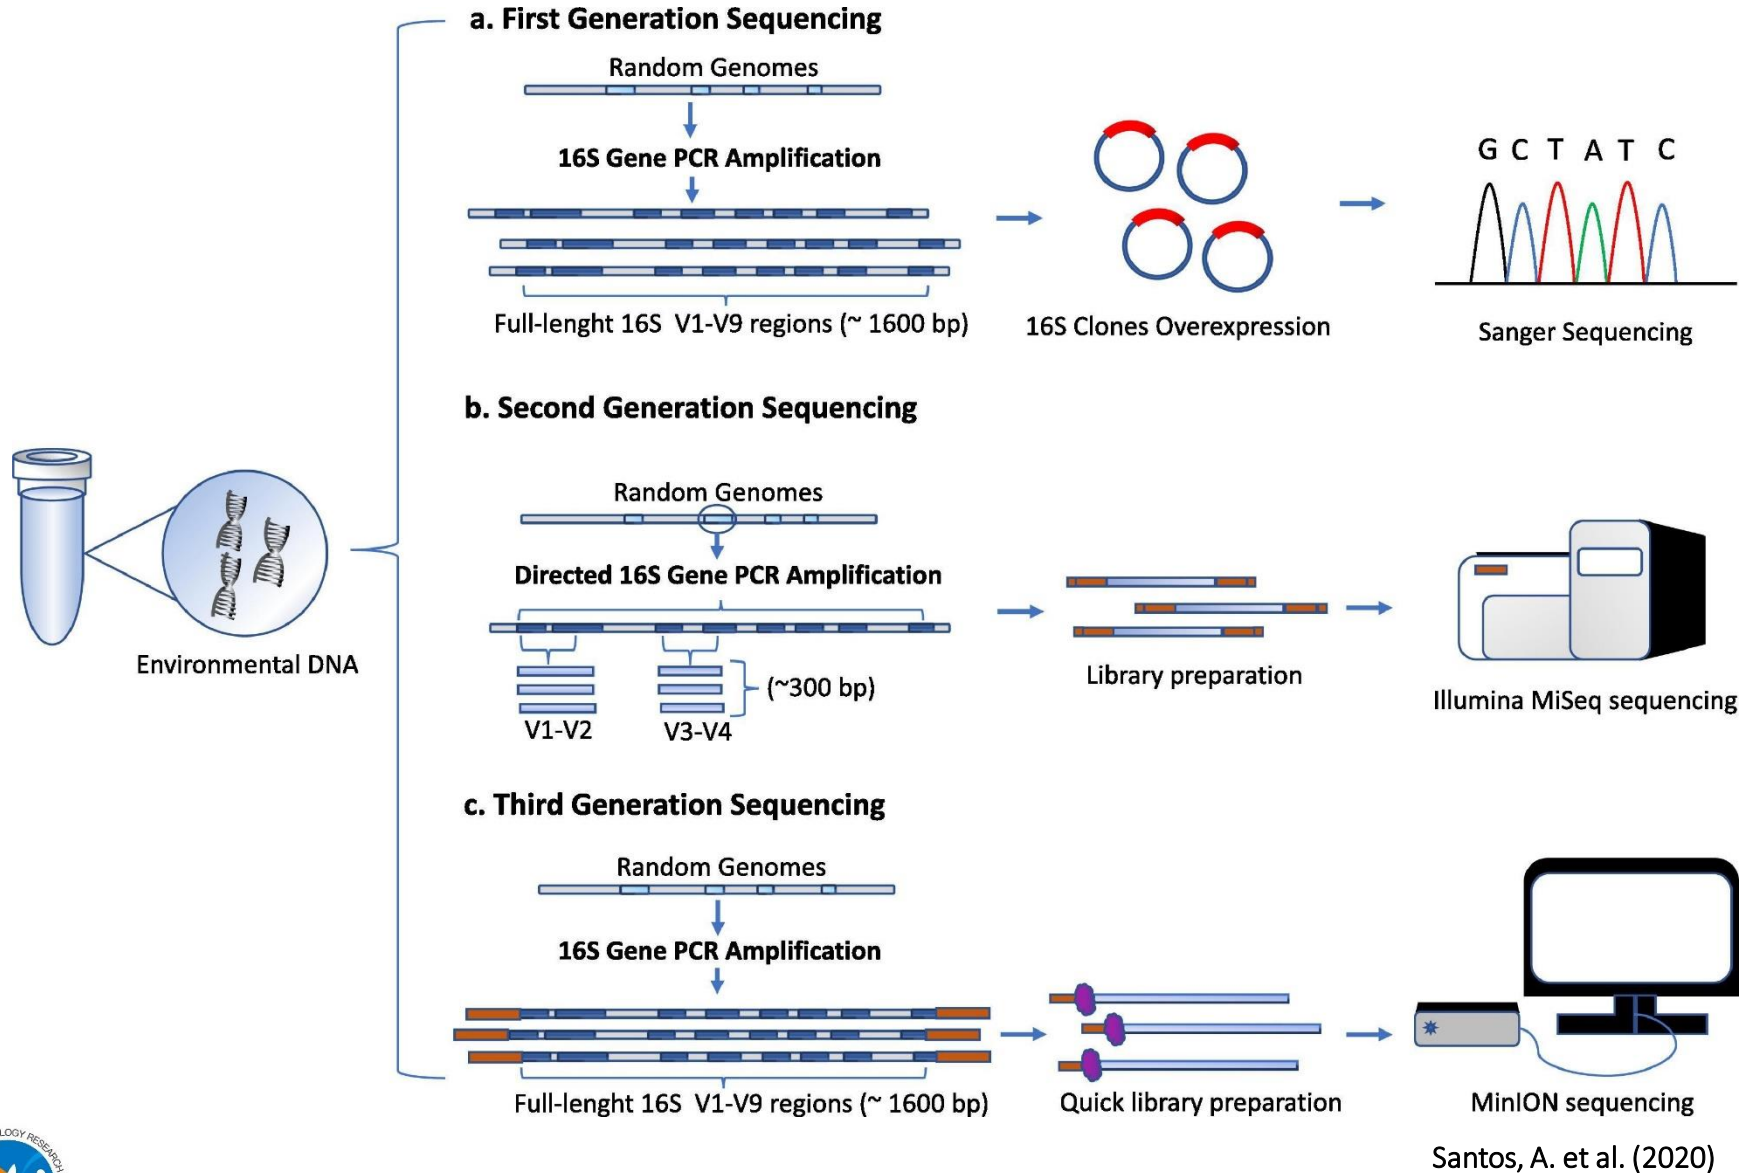 a. First Generation Sequencing
Random Genomes
16S Gene PCR Amplification
Full-lenght 16S V1-V9 regions (~ 1600 bp)
16S Clones Overexpression
G C T A T C
Sanger Sequencing
b. Second Generation Sequencing
Random Genomes
Directed 16S Gene PCR Amplification
(~300 bp)
V1-V2
V3-V4
Library preparation
Illumina MiSeq sequencing
Environmental DNA
c. Third Generation Sequencing
Random Genomes
16S Gene PCR Amplification
Full-lenght 16S V1-V9 regions (~ 1600 bp)
Quick library preparation
MinION sequencing
Santos, A. et al. (2020)